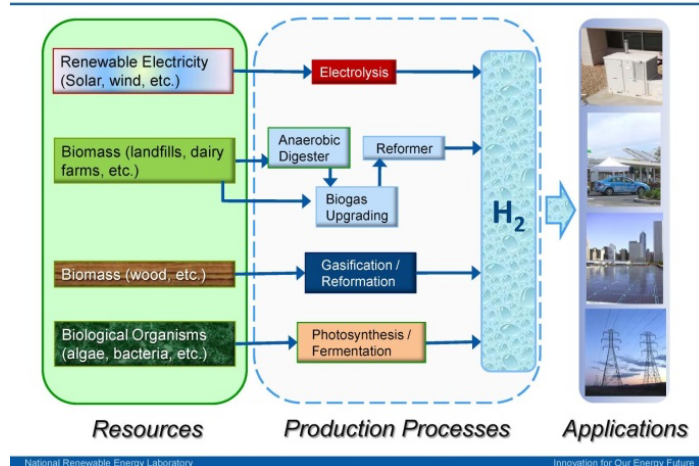 Renewable Electricity
(Solar, wind, etc.)
Electrolysis
Biomass (landfills, dairy
farms, etc.)
Anaerobic
Digester
Reformer
Biogas
Upgrading
H2
Biomass (wood, etc.)
Gasification /
Reformation
Biological Organisms
(algae, bacteria, etc.)
Photosynthesis /
Fermentation
Resources
Production Processes
Applications
National Renewable Energy Laboratory
Innovation for Our Energy Future